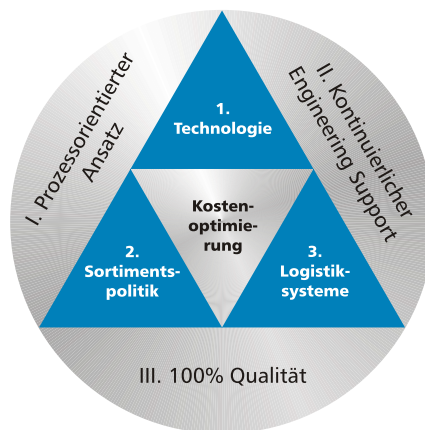 I. Prozessorientierter
Ansatz
II. Kontinuierlicher
Engineering Support
1.
Technologie
Kosten-
optimie-
rung
2.
Sortiments-
politik
3.
Logistik-
systeme
III. 100% Qualität